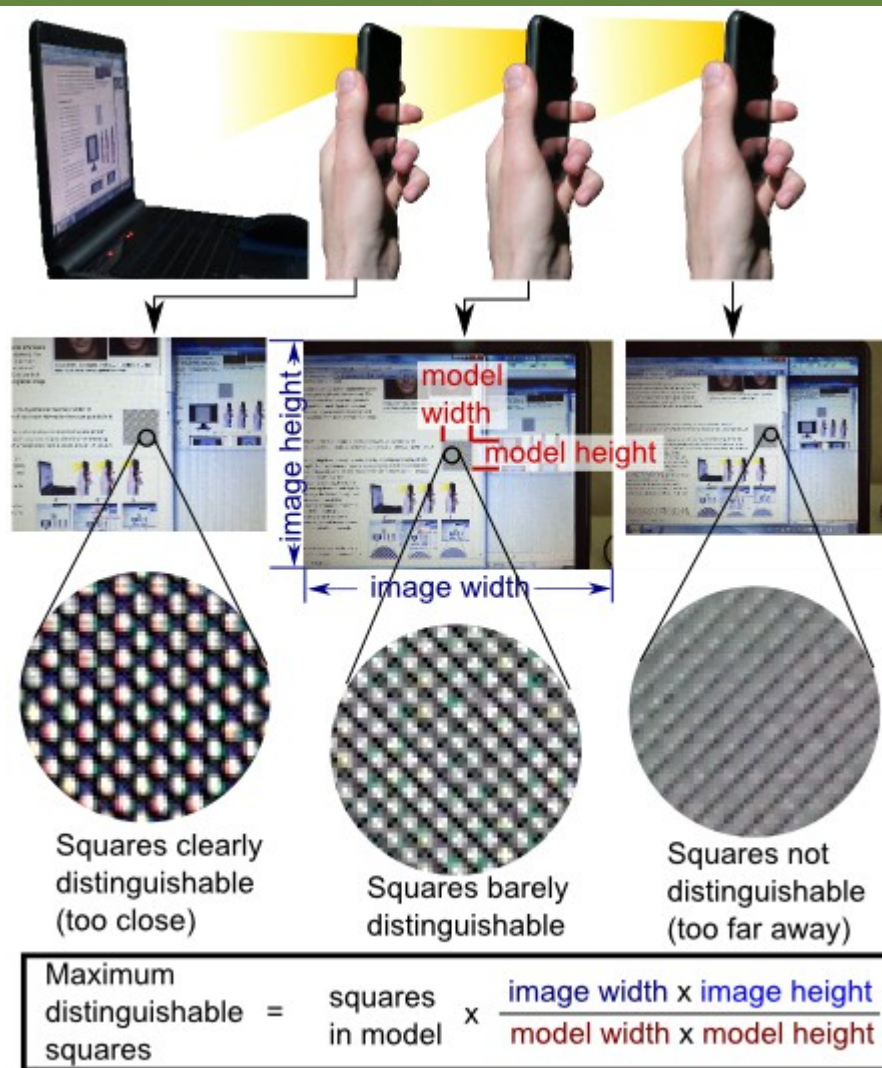 model
width
model height
image height
image width
Squares clearly
distinguishable
(too close)
Squares barely
distinguishable
Squares not
distinguishable
(too far away)
Maximum
distinguishable
squares
=
squares
in model
x
image width x image height
model width x model height